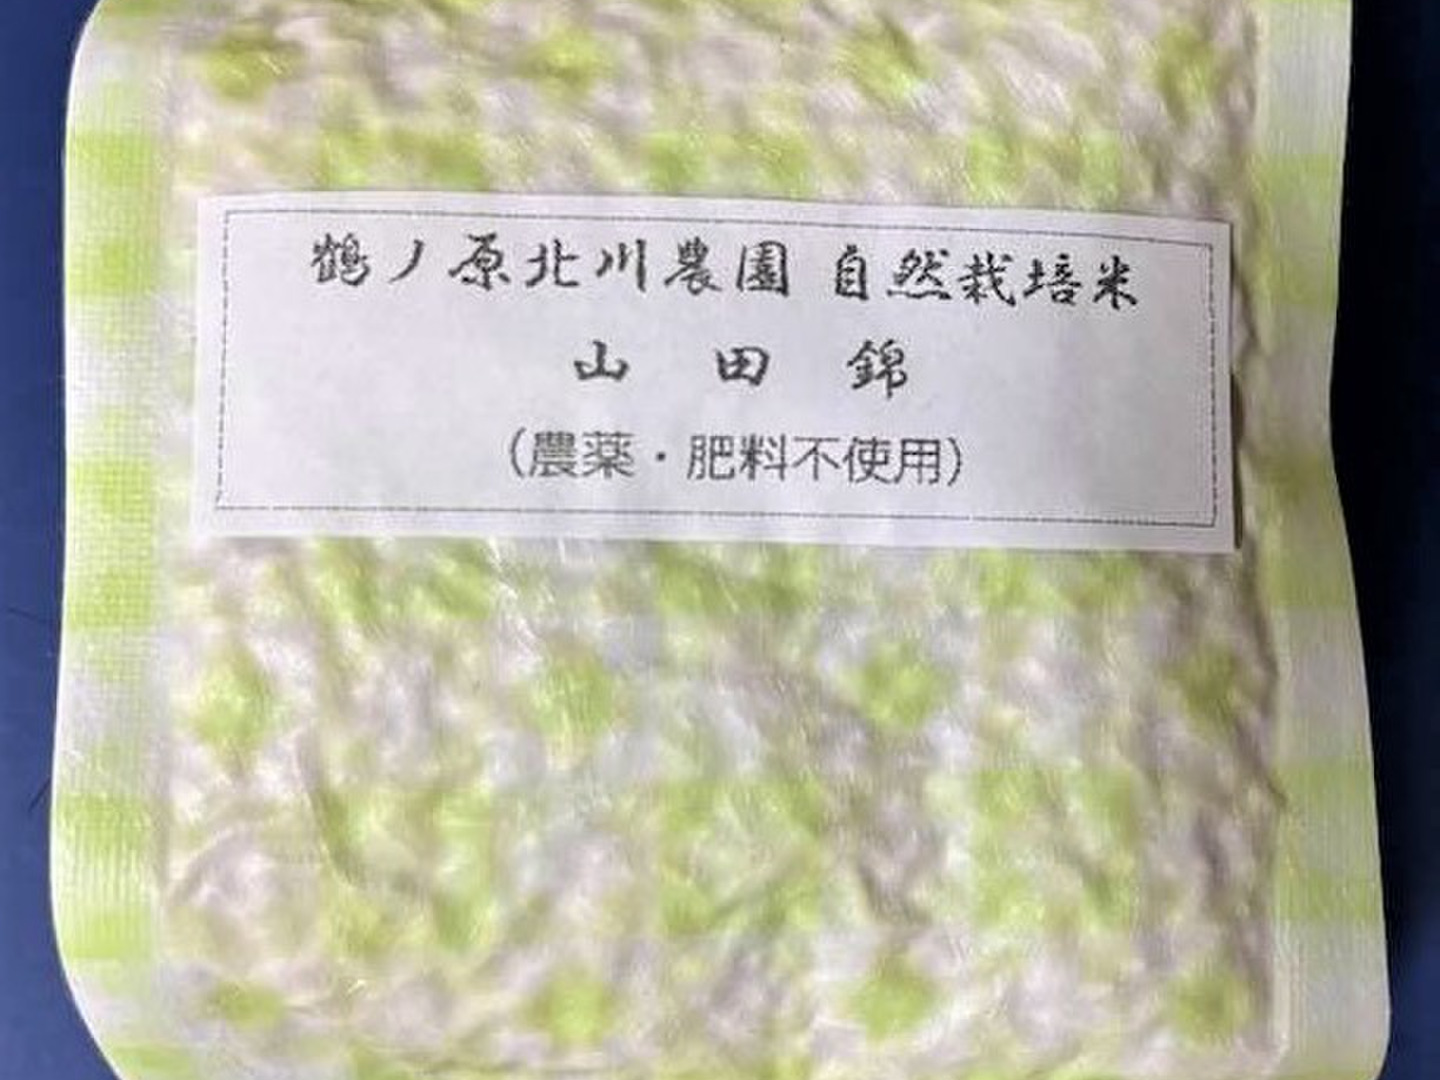 鶴ノ原北川農園 自然栽培米
山 田 錦
(農薬・肥料不使用)